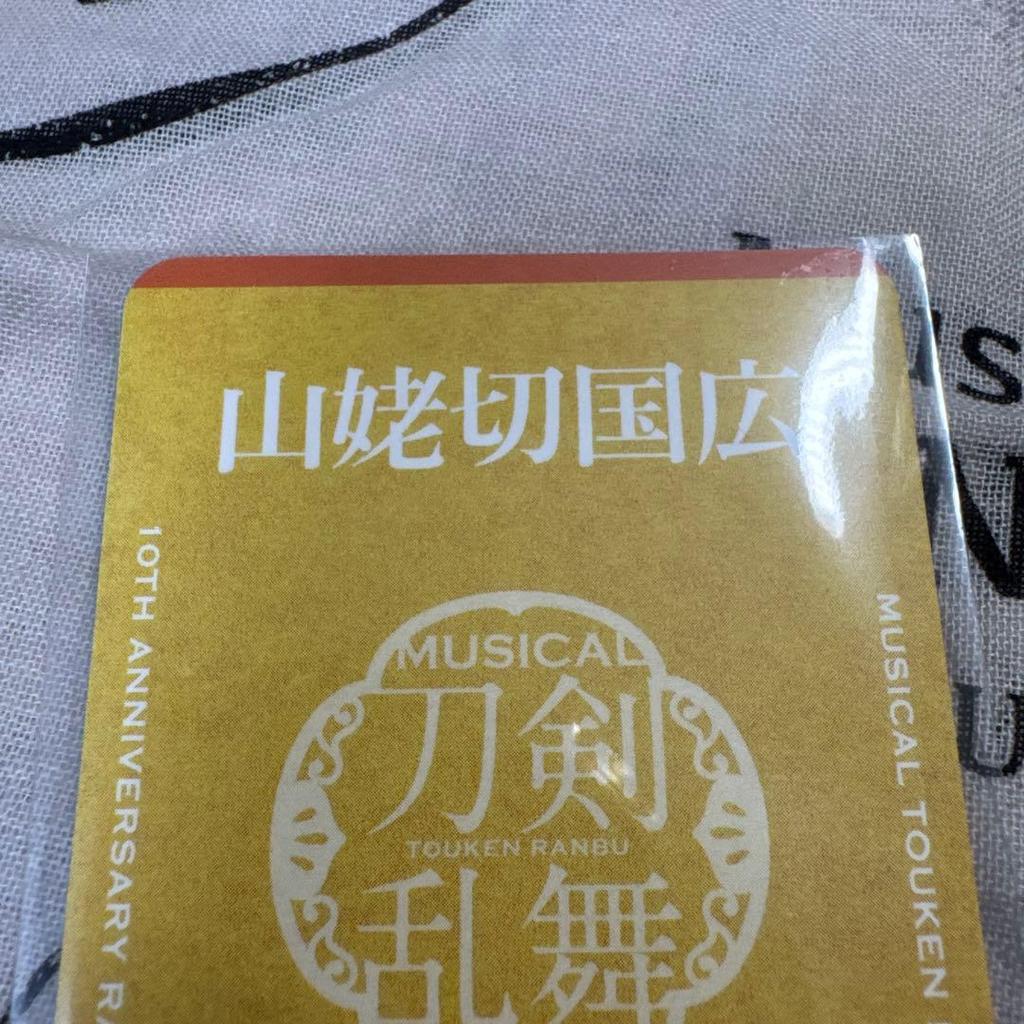 山姥切国広
10TH ANNIVERSARY
MUSICAL TOUKEN
MUSICAL
刀剣
TOUKEN RANBU
乱舞